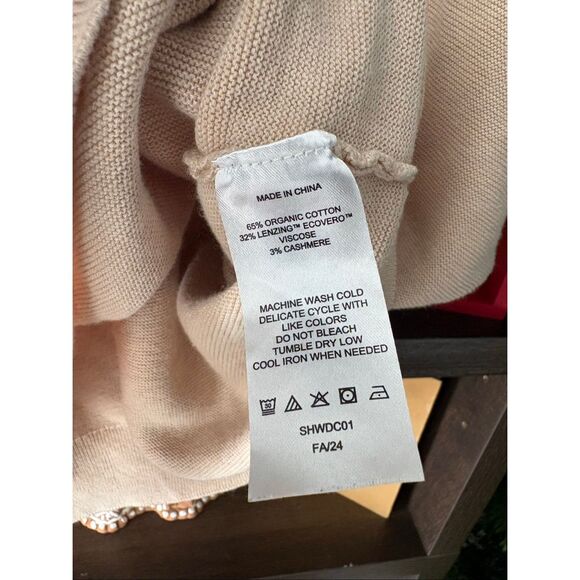 MADE IN CHINA
65% ORGANIC COTTON
32% LENZING™ ECOVERO™
VISCOSE
3% CASHMERE
MACHINE WASH COLD
DELICATE CYCLE WITH
LIKE COLORS
DO NOT BLEACH
TUMBLE DRY LOW
COOL IRON WHEN NEEDED
30
SHWDC01
FA/24